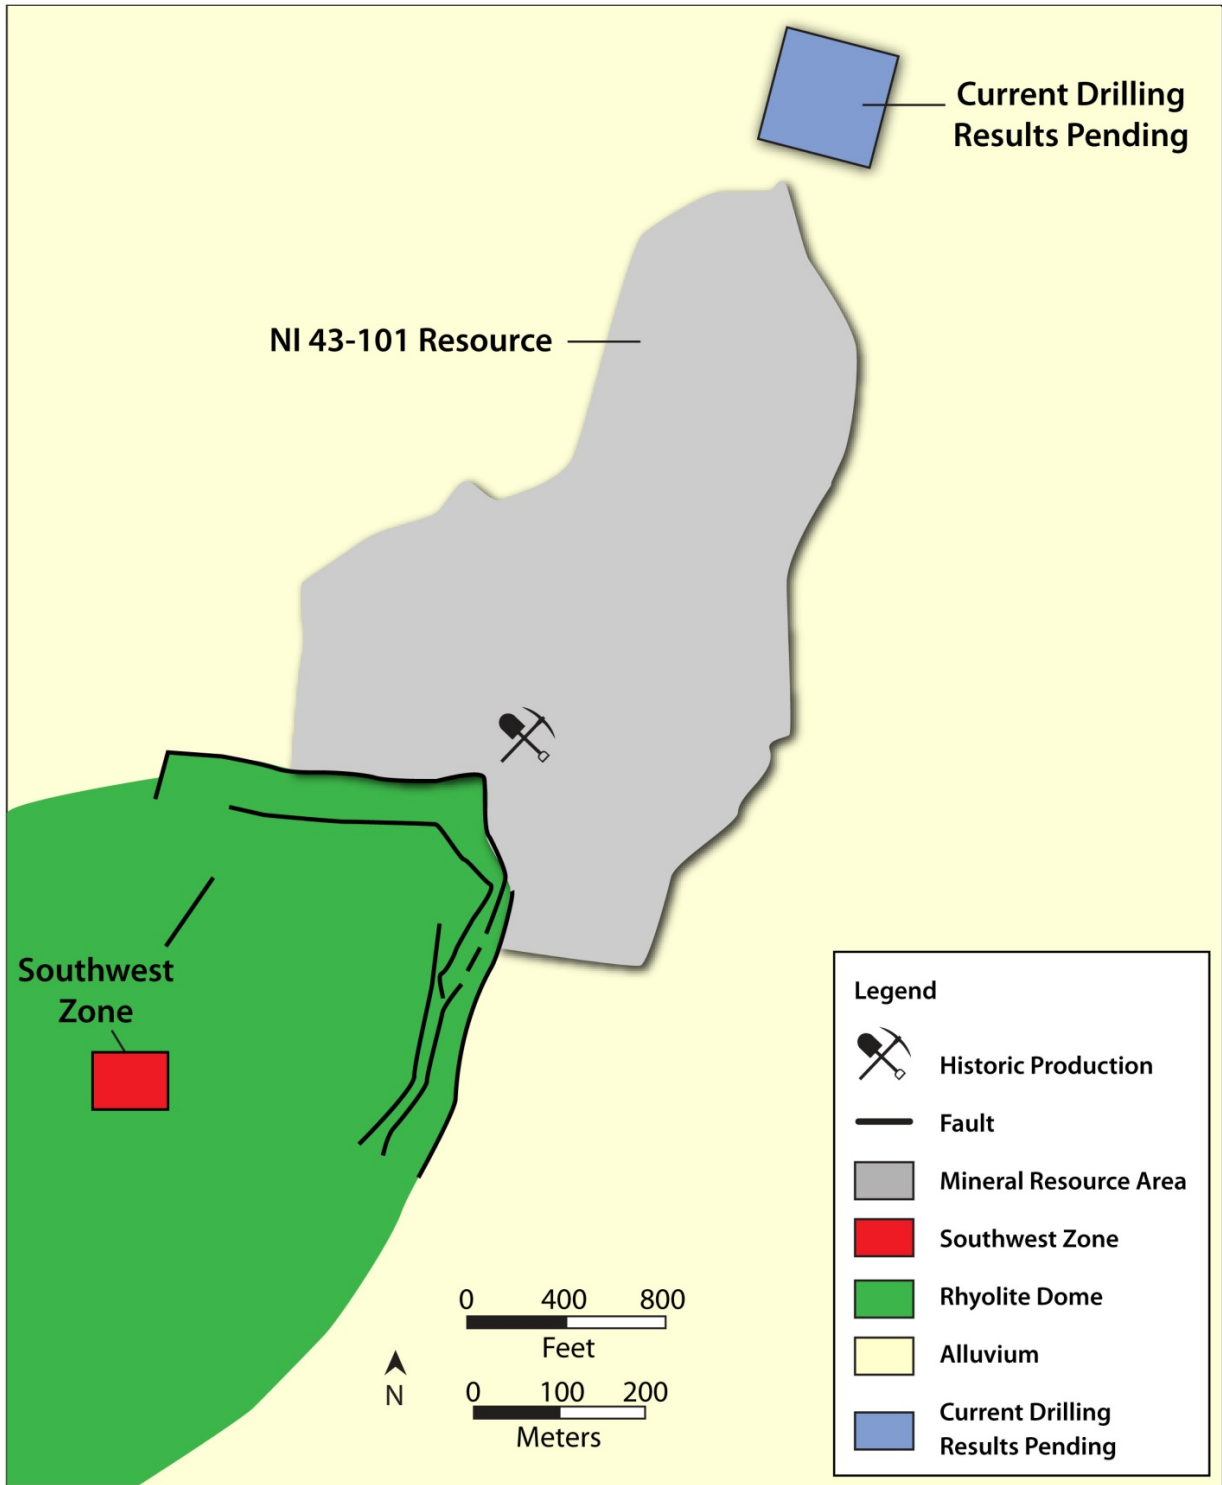 Current Drilling
Results Pending
NI 43-101 Resource
Southwest
Zone
0 400 800
Feet
N
0 100 200
Meters
Legend
Historic Production
Fault
Mineral Resource Area
Southwest Zone
Rhyolite Dome
Alluvium
Current Drilling
Results Pending